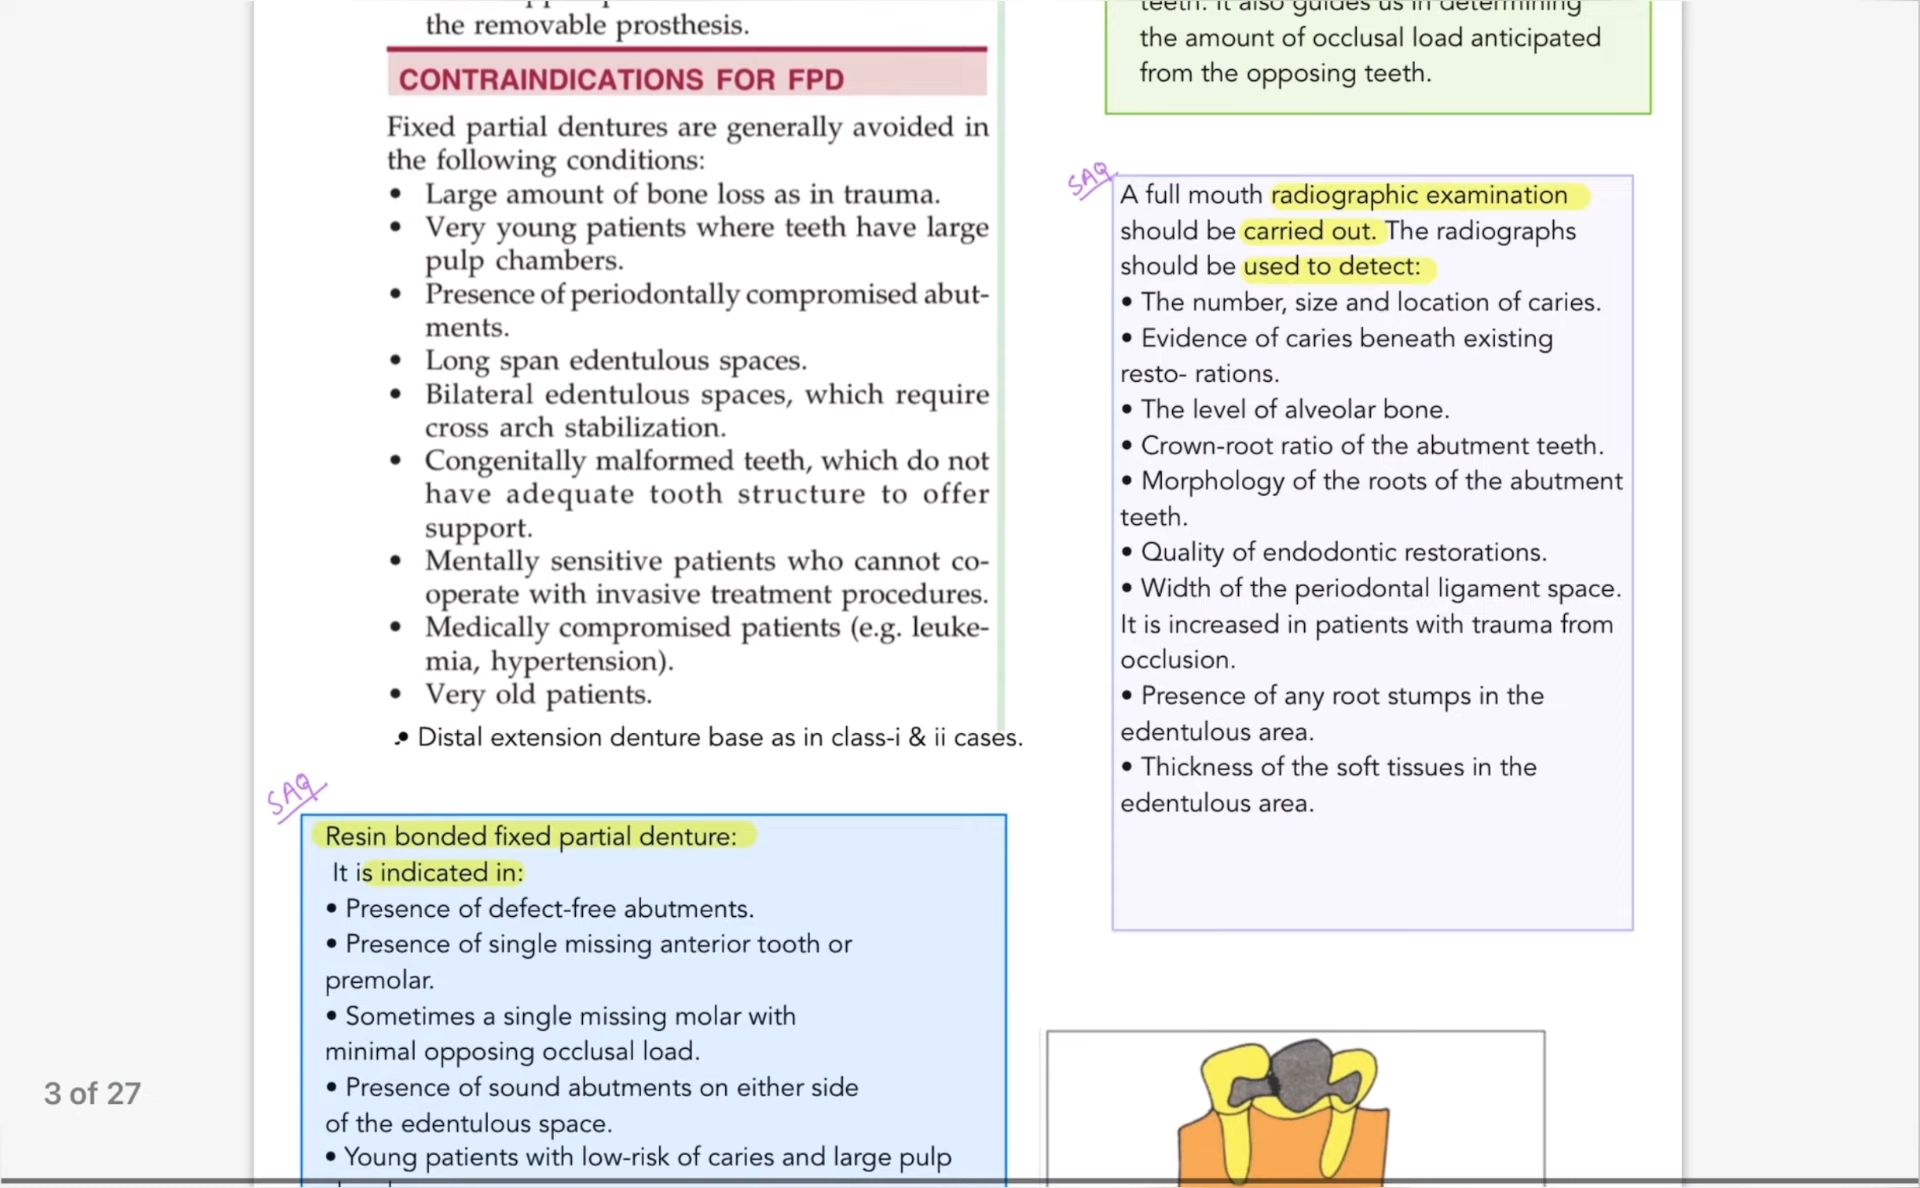 the removable prosthesis.
CONTRAINDICATIONS FOR FPD
Fixed partial dentures are generally avoided in
the following conditions:
• Large amount of bone loss as in trauma.
• Very young patients where teeth have large
pulp chambers.
• Presence of periodontally compromised abut-
ments.
• Long span edentulous spaces.
• Bilateral edentulous spaces, which require
cross arch stabilization.
• Congenitally malformed teeth, which do not
have adequate tooth structure to offer
support.
• Mentally sensitive patients who cannot co-
operate with invasive treatment procedures.
• Medically compromised patients (e.g. leuke-
mia, hypertension).
• Very old patients.
• Distal extension denture base as in class-i & ii cases.
SAQ
Resin bonded fixed partial denture:
It is indicated in:
• Presence of defect-free abutments.
• Presence of single missing anterior tooth or
premolar.
• Sometimes a single missing molar with
minimal opposing occlusal load.
• Presence of sound abutments on either side
of the edentulous space.
• Young patients with low-risk of caries and large pulp
teeth. It also guides us in determining
the amount of occlusal load anticipated
from the opposing teeth.
SAQ
A full mouth radiographic examination
should be carried out. The radiographs
should be used to detect:
• The number, size and location of caries.
• Evidence of caries beneath existing
resto- rations.
• The level of alveolar bone.
• Crown-root ratio of the abutment teeth.
• Morphology of the roots of the abutment
teeth.
• Quality of endodontic restorations.
• Width of the periodontal ligament space.
It is increased in patients with trauma from
occlusion.
• Presence of any root stumps in the
edentulous area.
• Thickness of the soft tissues in the
edentulous area.
3 of 27